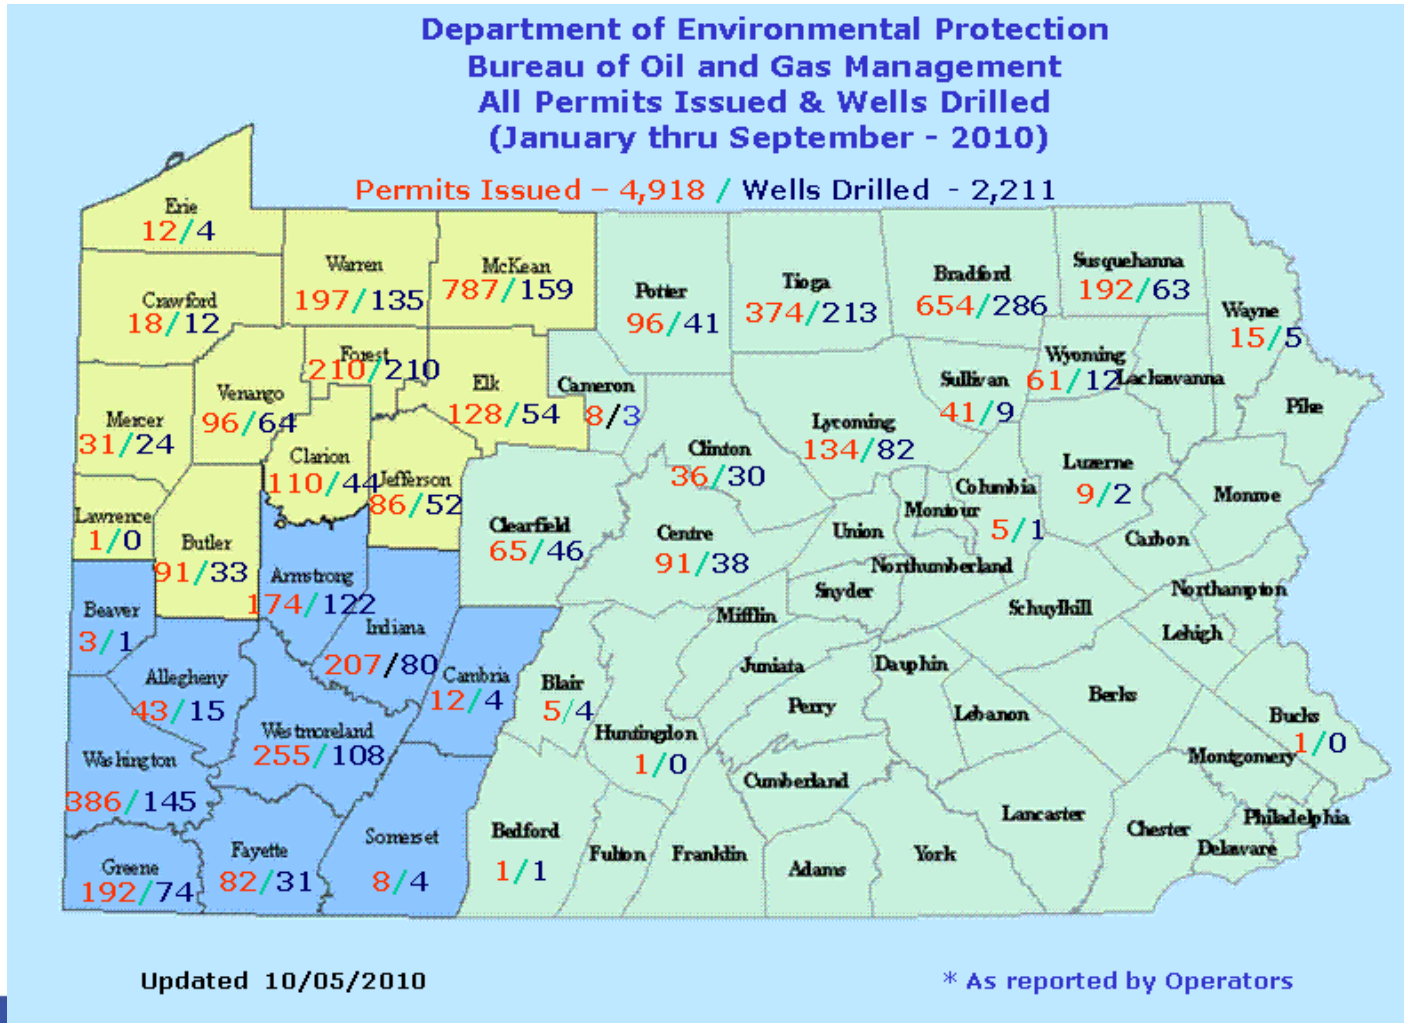 Department of Environmental Protection
Bureau of Oil and Gas Management
All Permits Issued & Wells Drilled
(January thru September - 2010)
Permits Issued – 4,918 / Wells Drilled - 2,211
Erie
12/4
Warren
197/135
McKean
787/159
Potter
96/41
Tioga
374/213
Bradford
654/286
Susquehanna
192/63
Wayne
15/5
Crawford
18/12
Forest
210/210
Elk
128/54
Cameron
8/3
Wyoming
61/12
Lackawanna
Sullivan
41/9
Pike
Mercer
31/24
Venango
96/64
Clarion
110/44
Jefferson
86/52
Clinton
36/30
Lycoming
134/82
Luzerne
9/2
Monroe
Columbia
5/1
Montour
Union
Lawrence
1/0
Butler
91/33
Clearfield
65/46
Centre
91/38
Carbon
Northumberland
Armstrong
174/122
Snyder
Northampton
Schuylkill
Beaver
3/1
Indiana
207/80
Mifflin
Lehigh
Allegheny
43/15
Cambria
12/4
Blair
5/4
Juniata
Dauphin
Berks
Perry
Lebanon
Bucks
1/0
Westmoreland
255/108
Huntingdon
1/0
Washington
386/145
Montgomery
Cumberland
Lancaster
Philadelphia
Chester
Delaware
Greene
192/74
Fayette
82/31
Somerset
8/4
Bedford
1/1
Fulton
Franklin
Adams
York
Updated 10/05/2010
* As reported by Operators